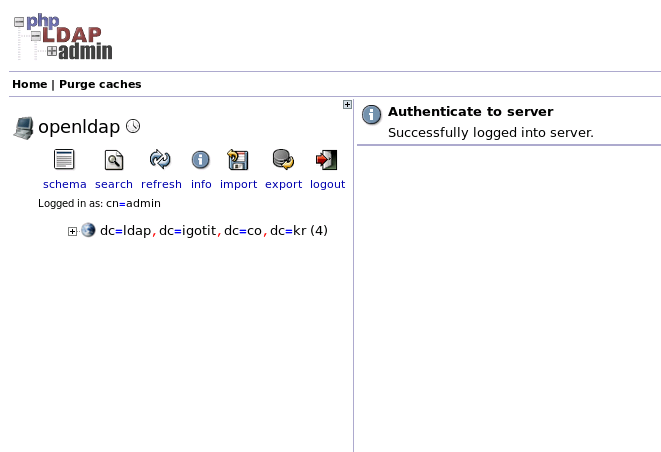 php
LDAP
admin
Home | Purge caches
openldap
schema search refresh info import export logout
Logged in as: cn=admin
dc=ldap,dc=igotit,dc=co,dc=kr (4)
Authenticate to server
Successfully logged into server.